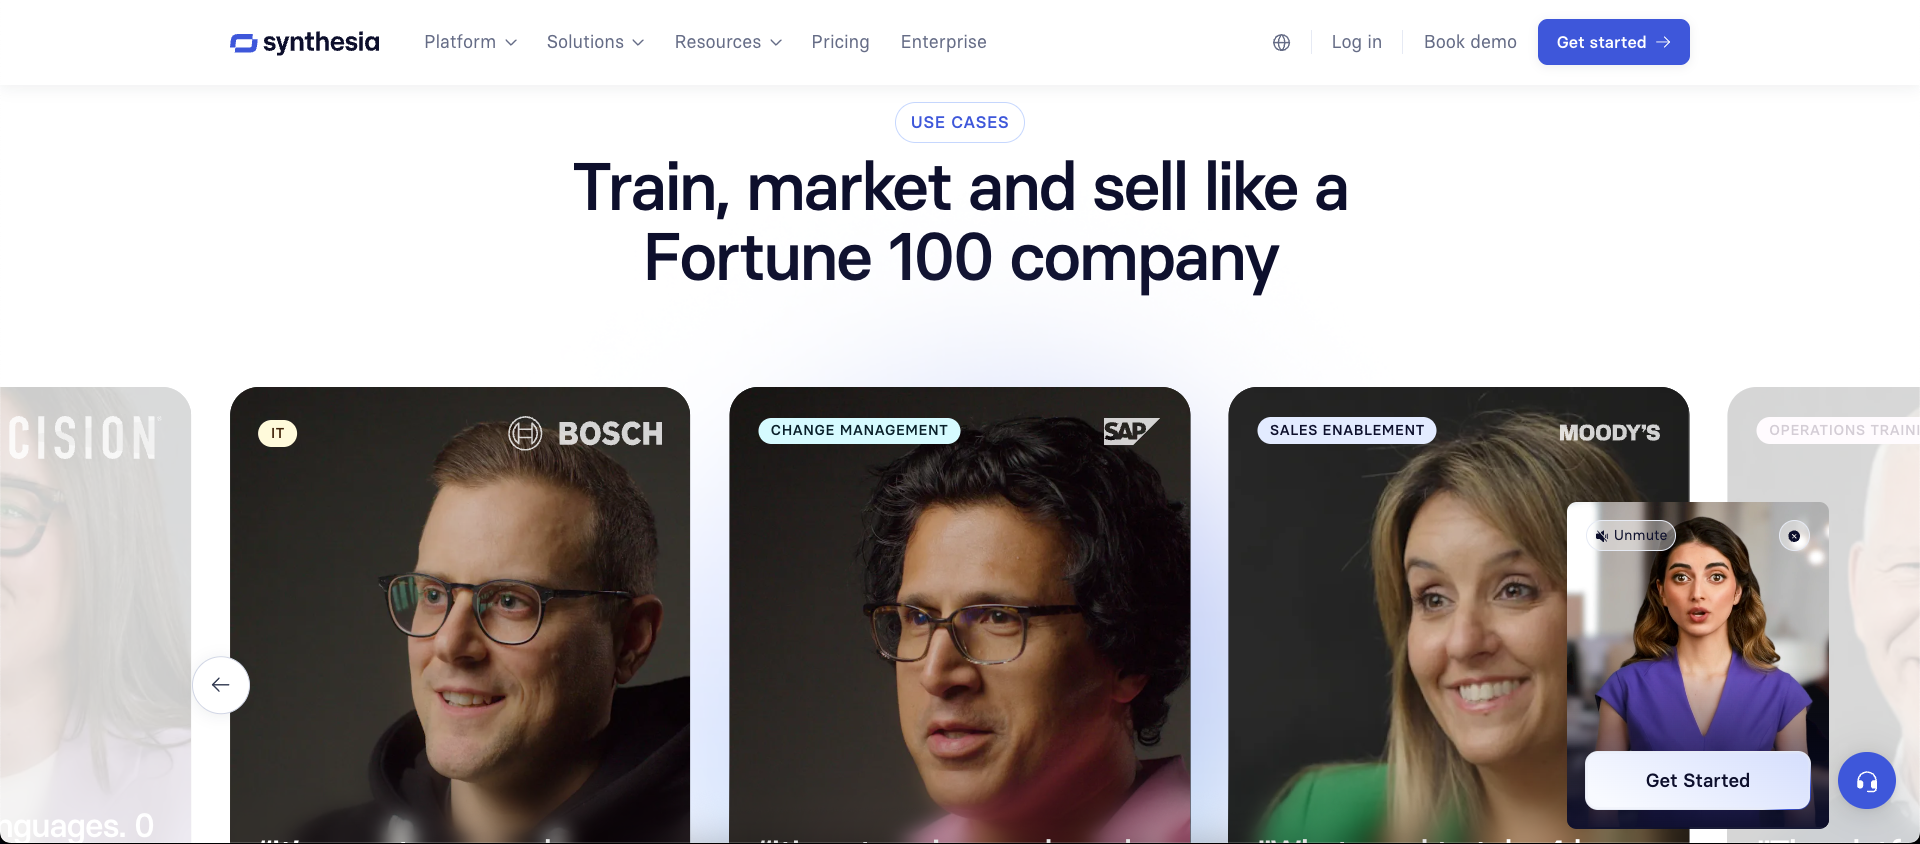 synthesia
Platform
Solutions
Resources
Pricing
Enterprise
Log in
Book demo
Get started
USE CASES
Train, market and sell like a
Fortune 100 company
CISION
nguages. 0
IT
BOSCH
CHANGE MANAGEMENT
SAP
SALES ENABLEMENT
MOODY'S
OPERATIONS TRAINI
Unmute
Get Started